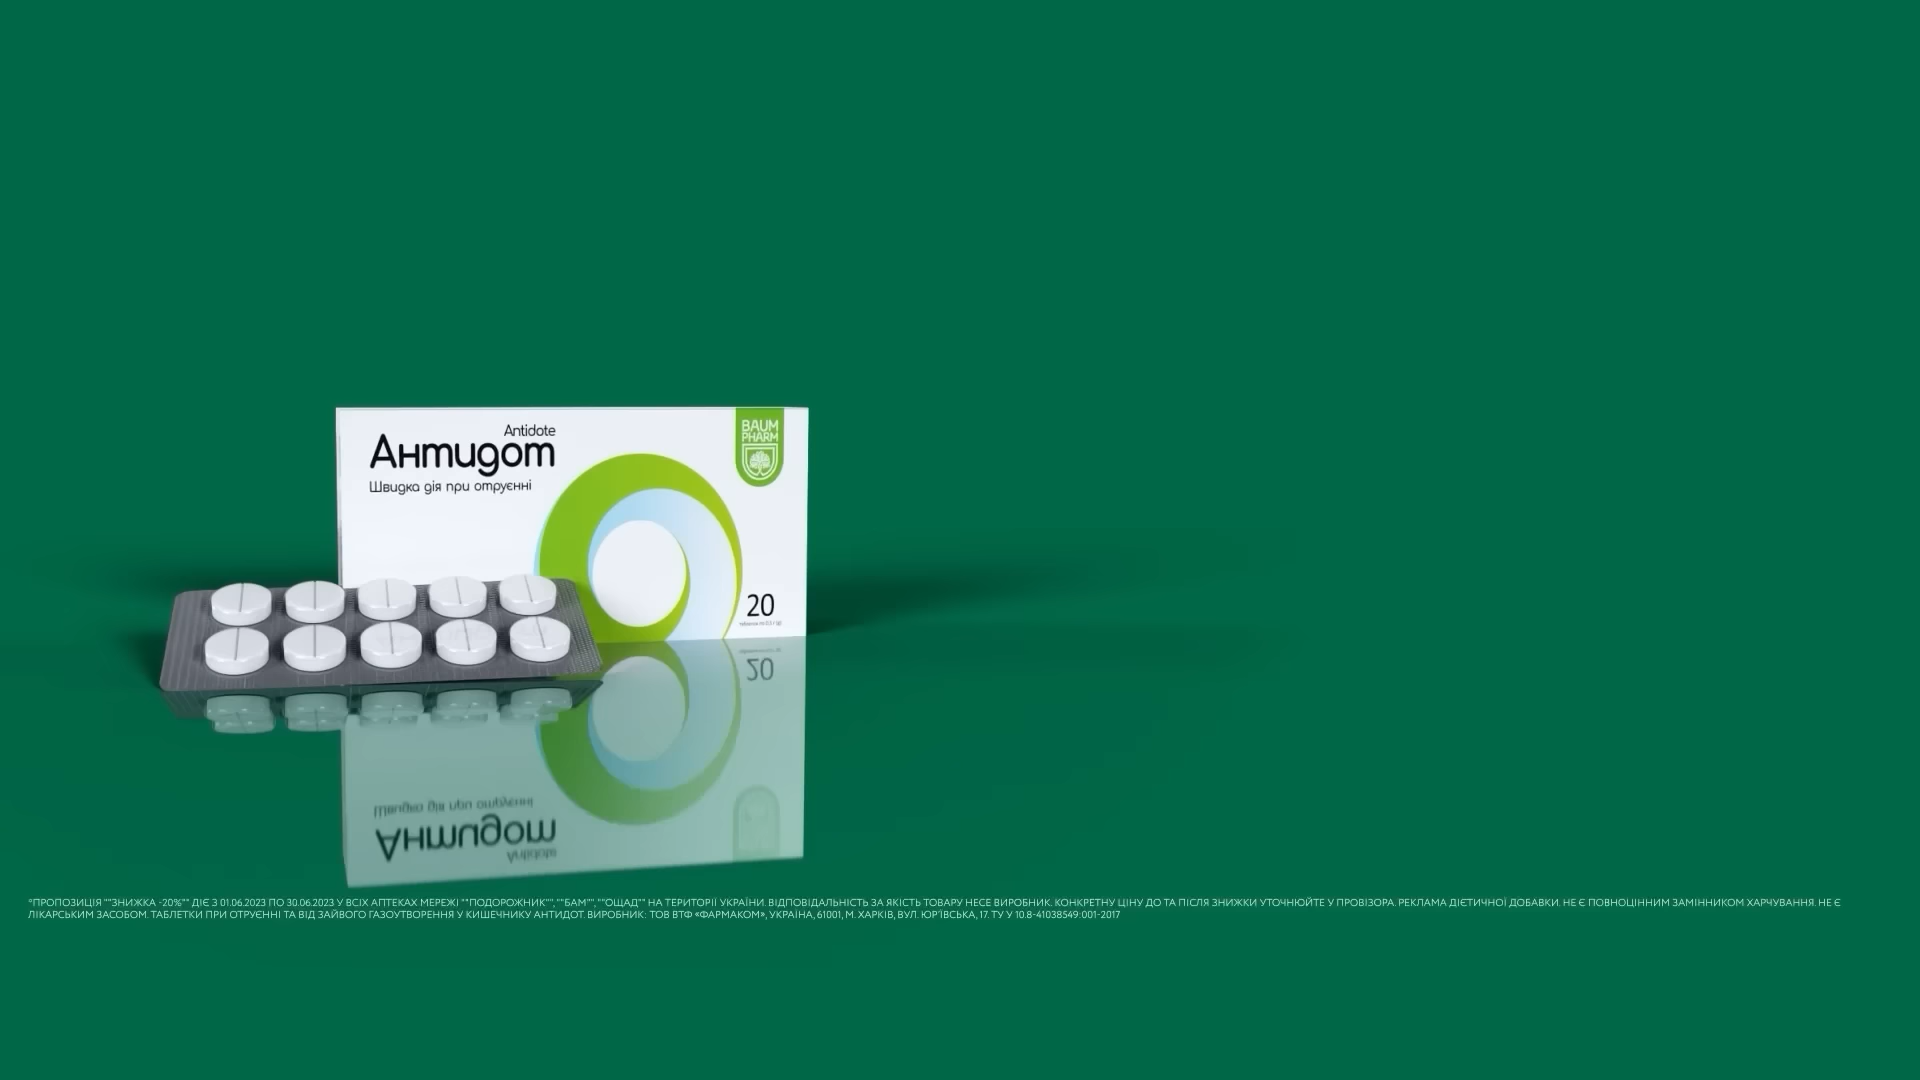 Antidote
Антидот
Швидка дія при отруєнні
BAUM
PHARM
20
таблеток по 0,5 г (g)
*ПРОПОЗИЦІЯ ""ЗНИЖКА -20%"" ДІЄ З 01.06.2023 ПО 30.06.2023 У ВСІХ АПТЕКАХ МЕРЕЖІ ""ПОДОРОЖНИК"", ""БАМ"", ""ОЩАД"" НА ТЕРИТОРІЇ УКРАЇНИ. ВІДПОВІДАЛЬНІСТЬ ЗА ЯКІСТЬ ТОВАРУ НЕСЕ ВИРОБНИК. КОНКРЕТНУ ЦІНУ ДО ТА ПІСЛЯ ЗНИЖКИ УТОЧНЮЙТЕ У ПРОВІЗОРА. РЕКЛАМА ДІЄТИЧНОЇ ДОБАВКИ. НЕ Є ПОВНОЦІННИМ ЗАМІННИКОМ ХАРЧУВАННЯ. НЕ Є
ЛІКАРСЬКИМ ЗАСОБОМ. ТАБЛЕТКИ ПРИ ОТРУЄННІ ТА ВІД ЗАЙВОГО ГАЗОУТВОРЕННЯ У КИШЕЧНИКУ АНТИДОТ. ВИРОБНИК: ТОВ ВТФ «ФАРМАКОМ», УКРАЇНА, 61001, М. ХАРКІВ, ВУЛ. ЮР'ЇВСЬКА, 17. ТУ У 10.8-41038549:001-2017